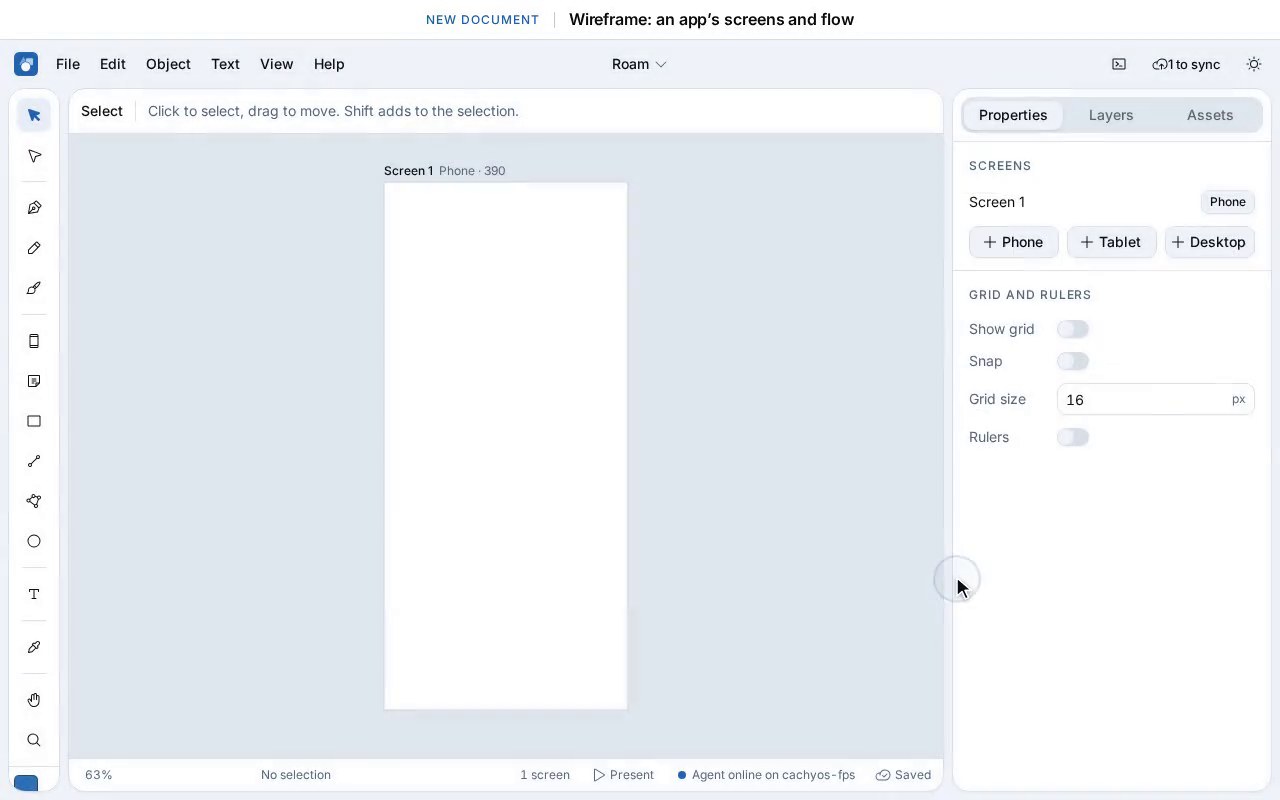 NEW DOCUMENT
Wireframe: an app’s screens and flow
File
Edit
Object
Text
View
Help
Roam
1 to sync
Select
Click to select, drag to move. Shift adds to the selection.
Properties
Layers
Assets
Screen 1 Phone · 390
SCREENS
Screen 1
Phone
Phone
Tablet
Desktop
GRID AND RULERS
Show grid
Snap
Grid size
16
px
Rulers
T
63%
No selection
1 screen
Present
Agent online on cachyos-fps
Saved